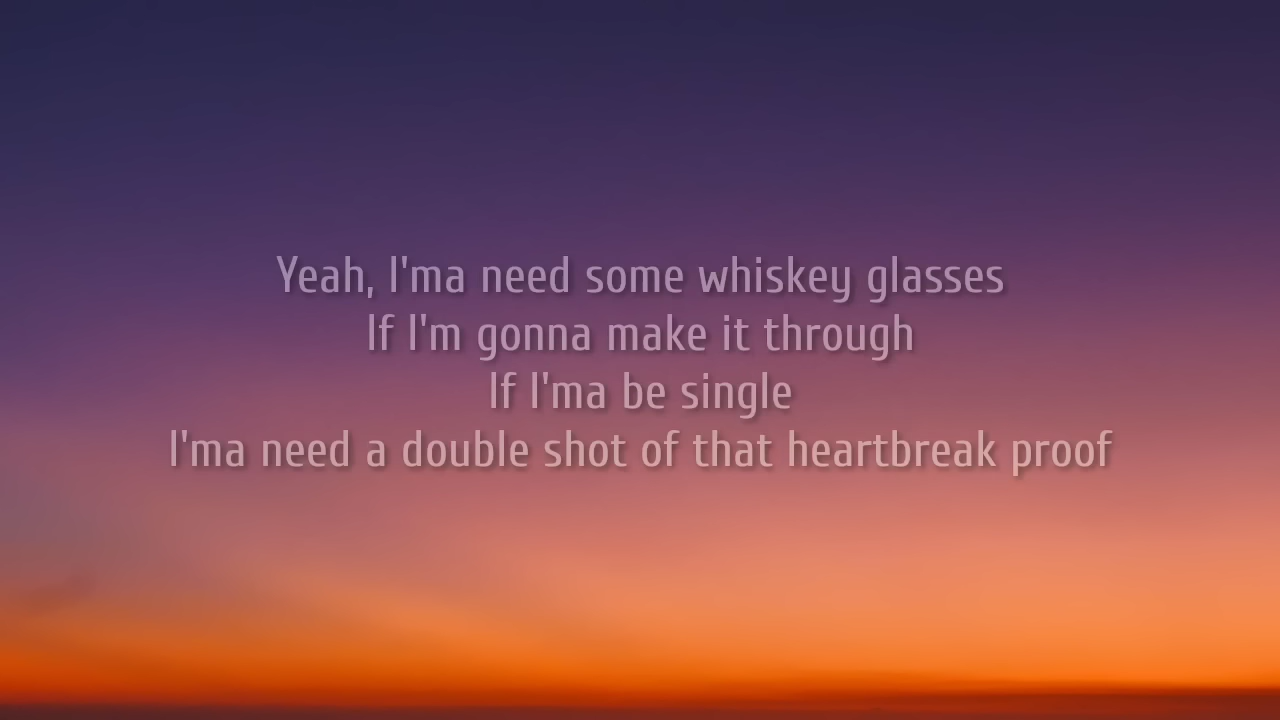 Yeah, I'ma need some whiskey glasses
If I'm gonna make it through
If I'ma be single
I'ma need a double shot of that heartbreak proof